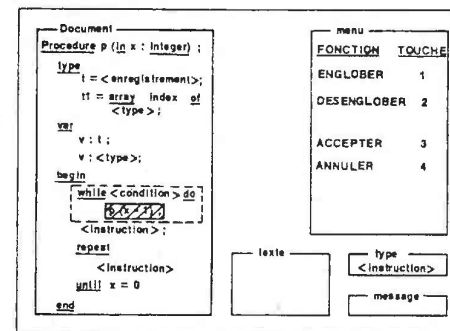 Document
Procedure p (in x : Integer) ;
type
t = <enregistrement>;
t1 = array index of
<type> ;
var
v : t ;
v : <type>;
begin
while <condition> do
<instruction> ;
repeat
<instruction>
until x = 0
end
menu
FONCTION TOUCHE
ENGLOBER 1
DESENGLOBER 2
ACCEPTER 3
ANNULER 4
texte
type
<instruction>
message